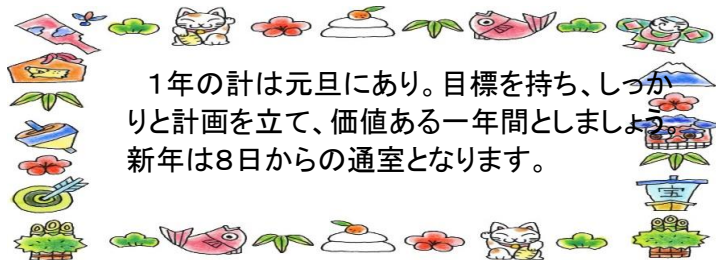 １年の計は元旦にあり。目標を持ち、しっか
りと計画を立て、価値ある一年間としましょう。
新年は８日からの通室となります。
宝